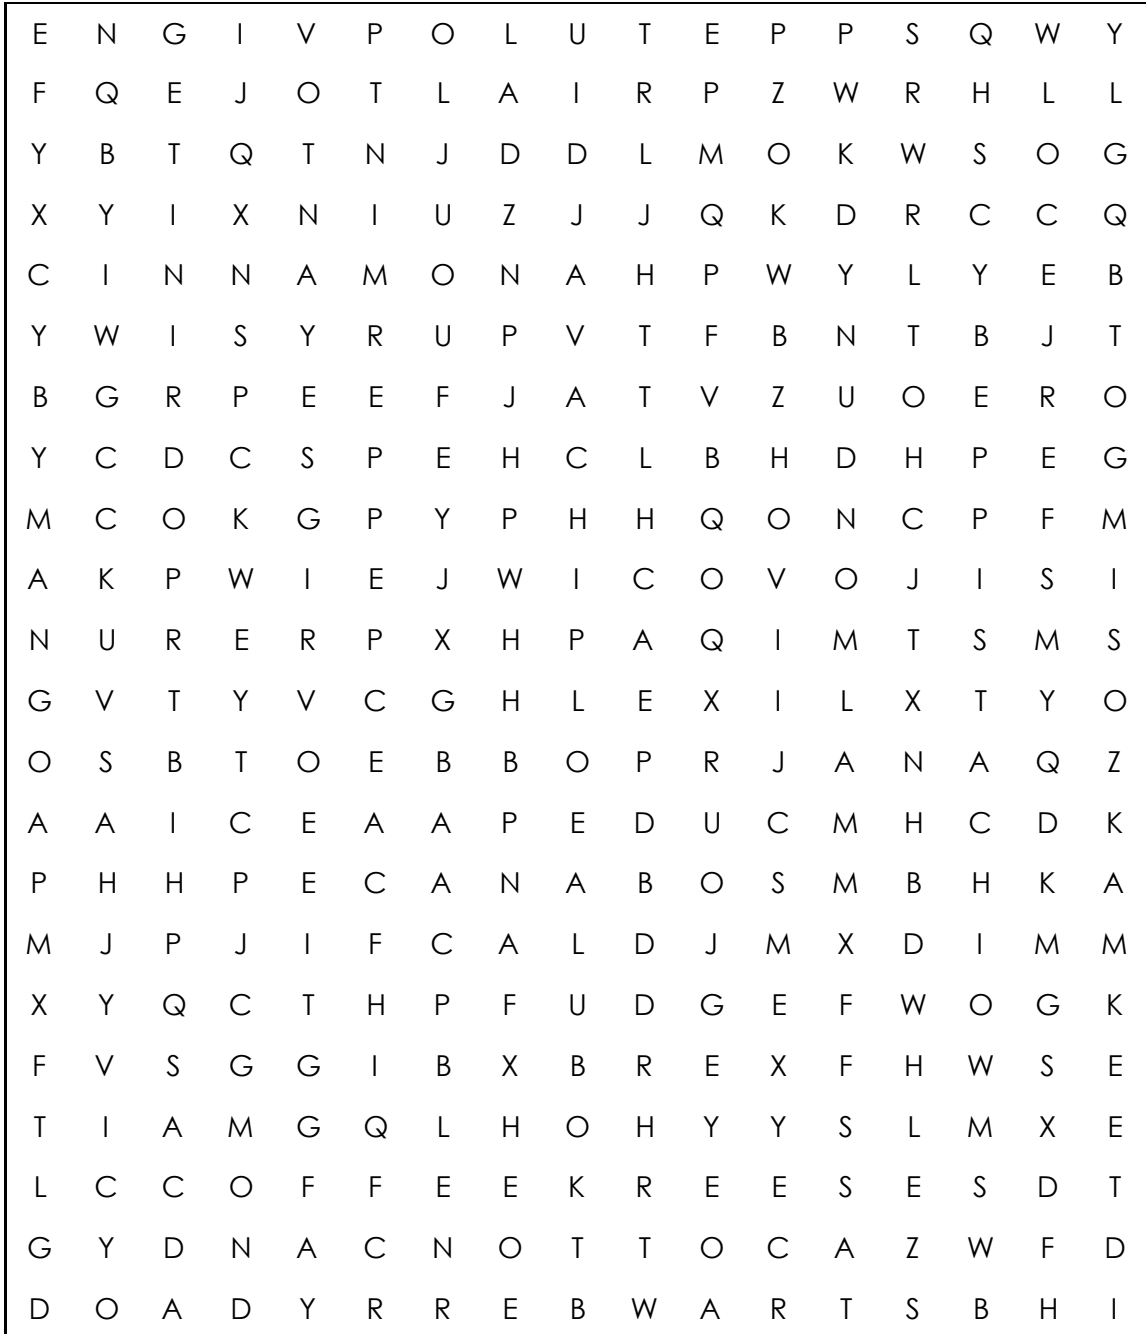 E N G I V P O L U T E P P S Q W Y
F Q E J O T L A I R P Z W R H L L
Y B T Q T N J D D L M O K W S O G
X Y I X N I U Z J J Q K D R C C Q
C I N N A M O N A H P W Y L Y E B
Y W I S Y R U P V T F B N T B J T
B G R P E E F J A T V Z U O E R O
Y C D C S P E H C L B H D H P E G
M C O K G P Y P H H Q O N C P F M
A K P W I E J W I C O V O J I S I
N U R E R P X H P A Q I M T S M S
G V T Y V C G H L E X I L X T Y O
O S B T O E B B O P R J A N A Q Z
A A I C E A A P E D U C M H C D K
P H H P E C A N A B O S M B H K A
M J P J I F C A L D J M X D I M M
X Y Q C T H P F U D G E F W O G K
F V S G G I B X B R E X F H W S E
T I A M G Q L H O H Y Y S L M X E
L C C O F F E E K R E E S E S D T
G Y D N A C N O T T O C A Z W F D
D O A D Y R R E B W A R T S B H I